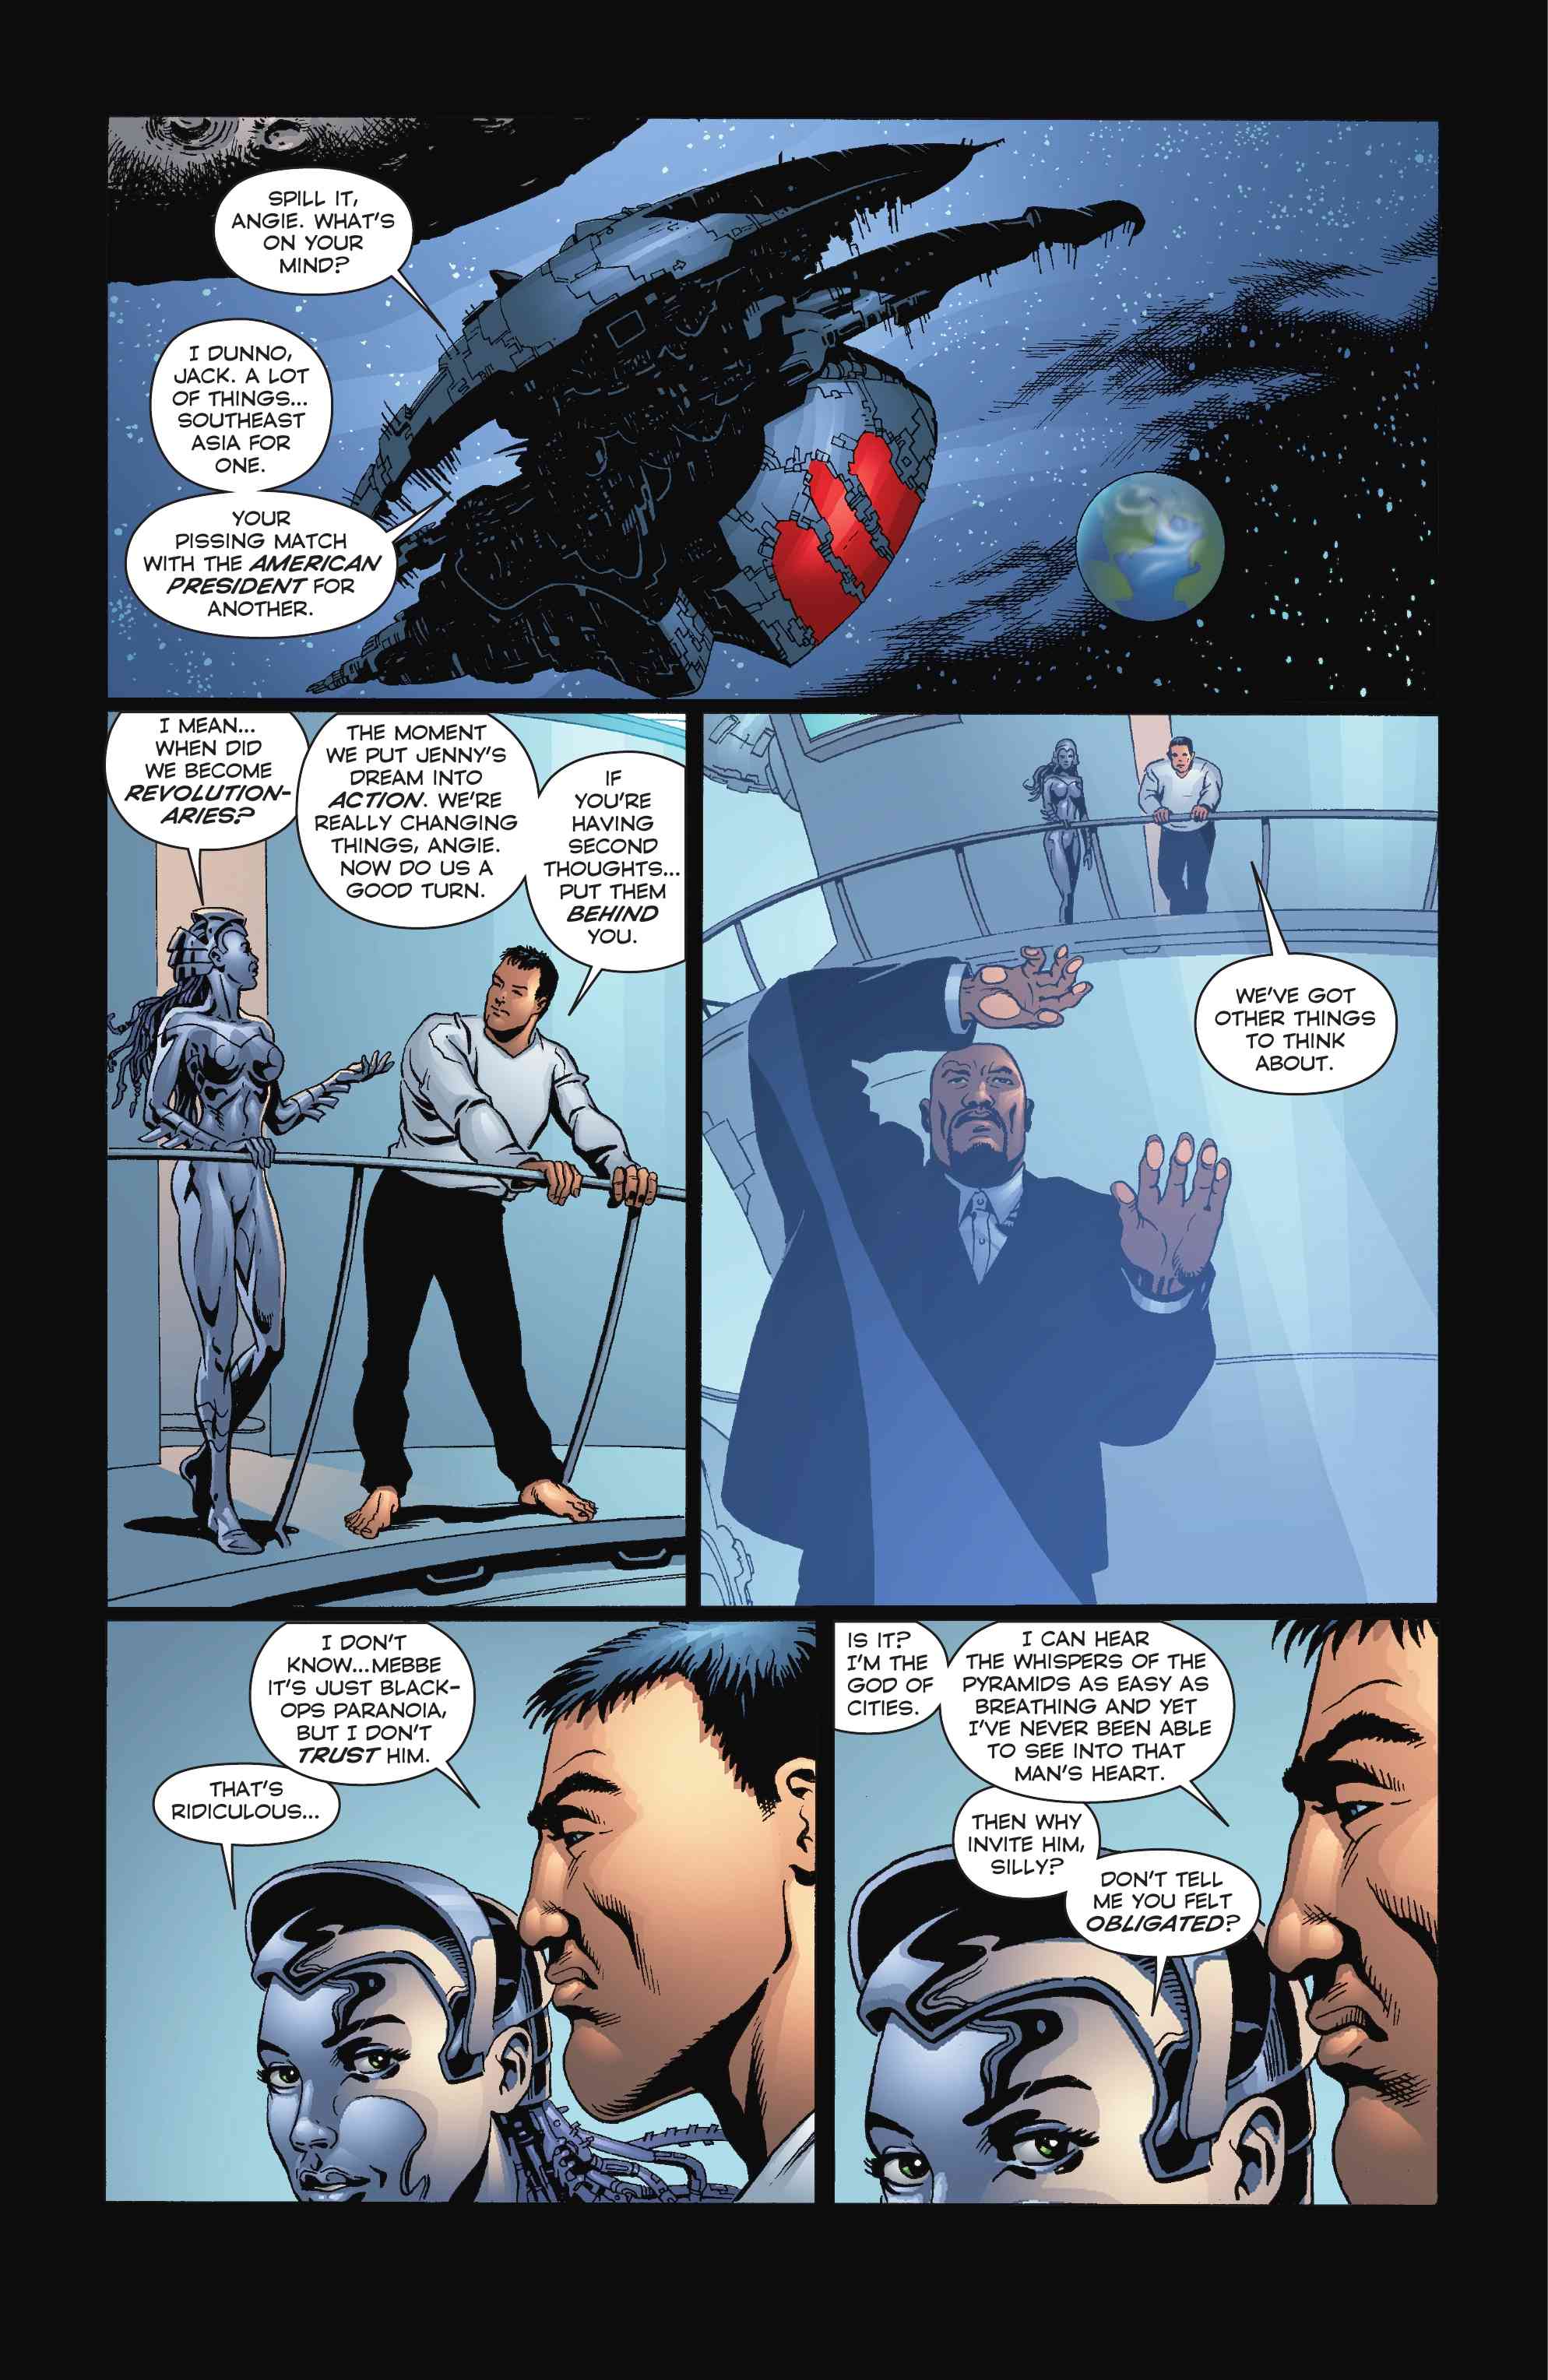 SPILL IT,
ANGIE. WHAT'S
ON YOUR
MIND?
I DUNNO,
JACK. A LOT
OF THINGS...
SOUTHEAST
ASIA FOR
ONE.
YOUR
PISSING MATCH
WITH THE AMERICAN
PRESIDENT FOR
ANOTHER.
I MEAN...
WHEN DID
WE BECOME
REVOLUTION-
ARIES?
THE MOMENT
WE PUT JENNY'S
DREAM INTO
ACTION. WE'RE
REALLY CHANGING
THINGS, ANGIE.
NOW DO US A
GOOD TURN.
IF
YOU'RE
HAVING
SECOND
THOUGHTS...
PUT THEM
BEHIND
YOU.
WE'VE GOT
OTHER THINGS
TO THINK
ABOUT.
I DON'T
KNOW...MEBBE
IT'S JUST BLACK-
OPS PARANOIA,
BUT I DON'T
TRUST HIM.
THAT'S
RIDICULOUS...
IS IT?
I'M THE
GOD OF
CITIES.
I CAN HEAR
THE WHISPERS OF THE
PYRAMIDS AS EASY AS
BREATHING AND YET
I'VE NEVER BEEN ABLE
TO SEE INTO THAT
MAN'S HEART.
THEN WHY
INVITE HIM,
SILLY?
DON'T TELL
ME YOU FELT
OBLIGATED?